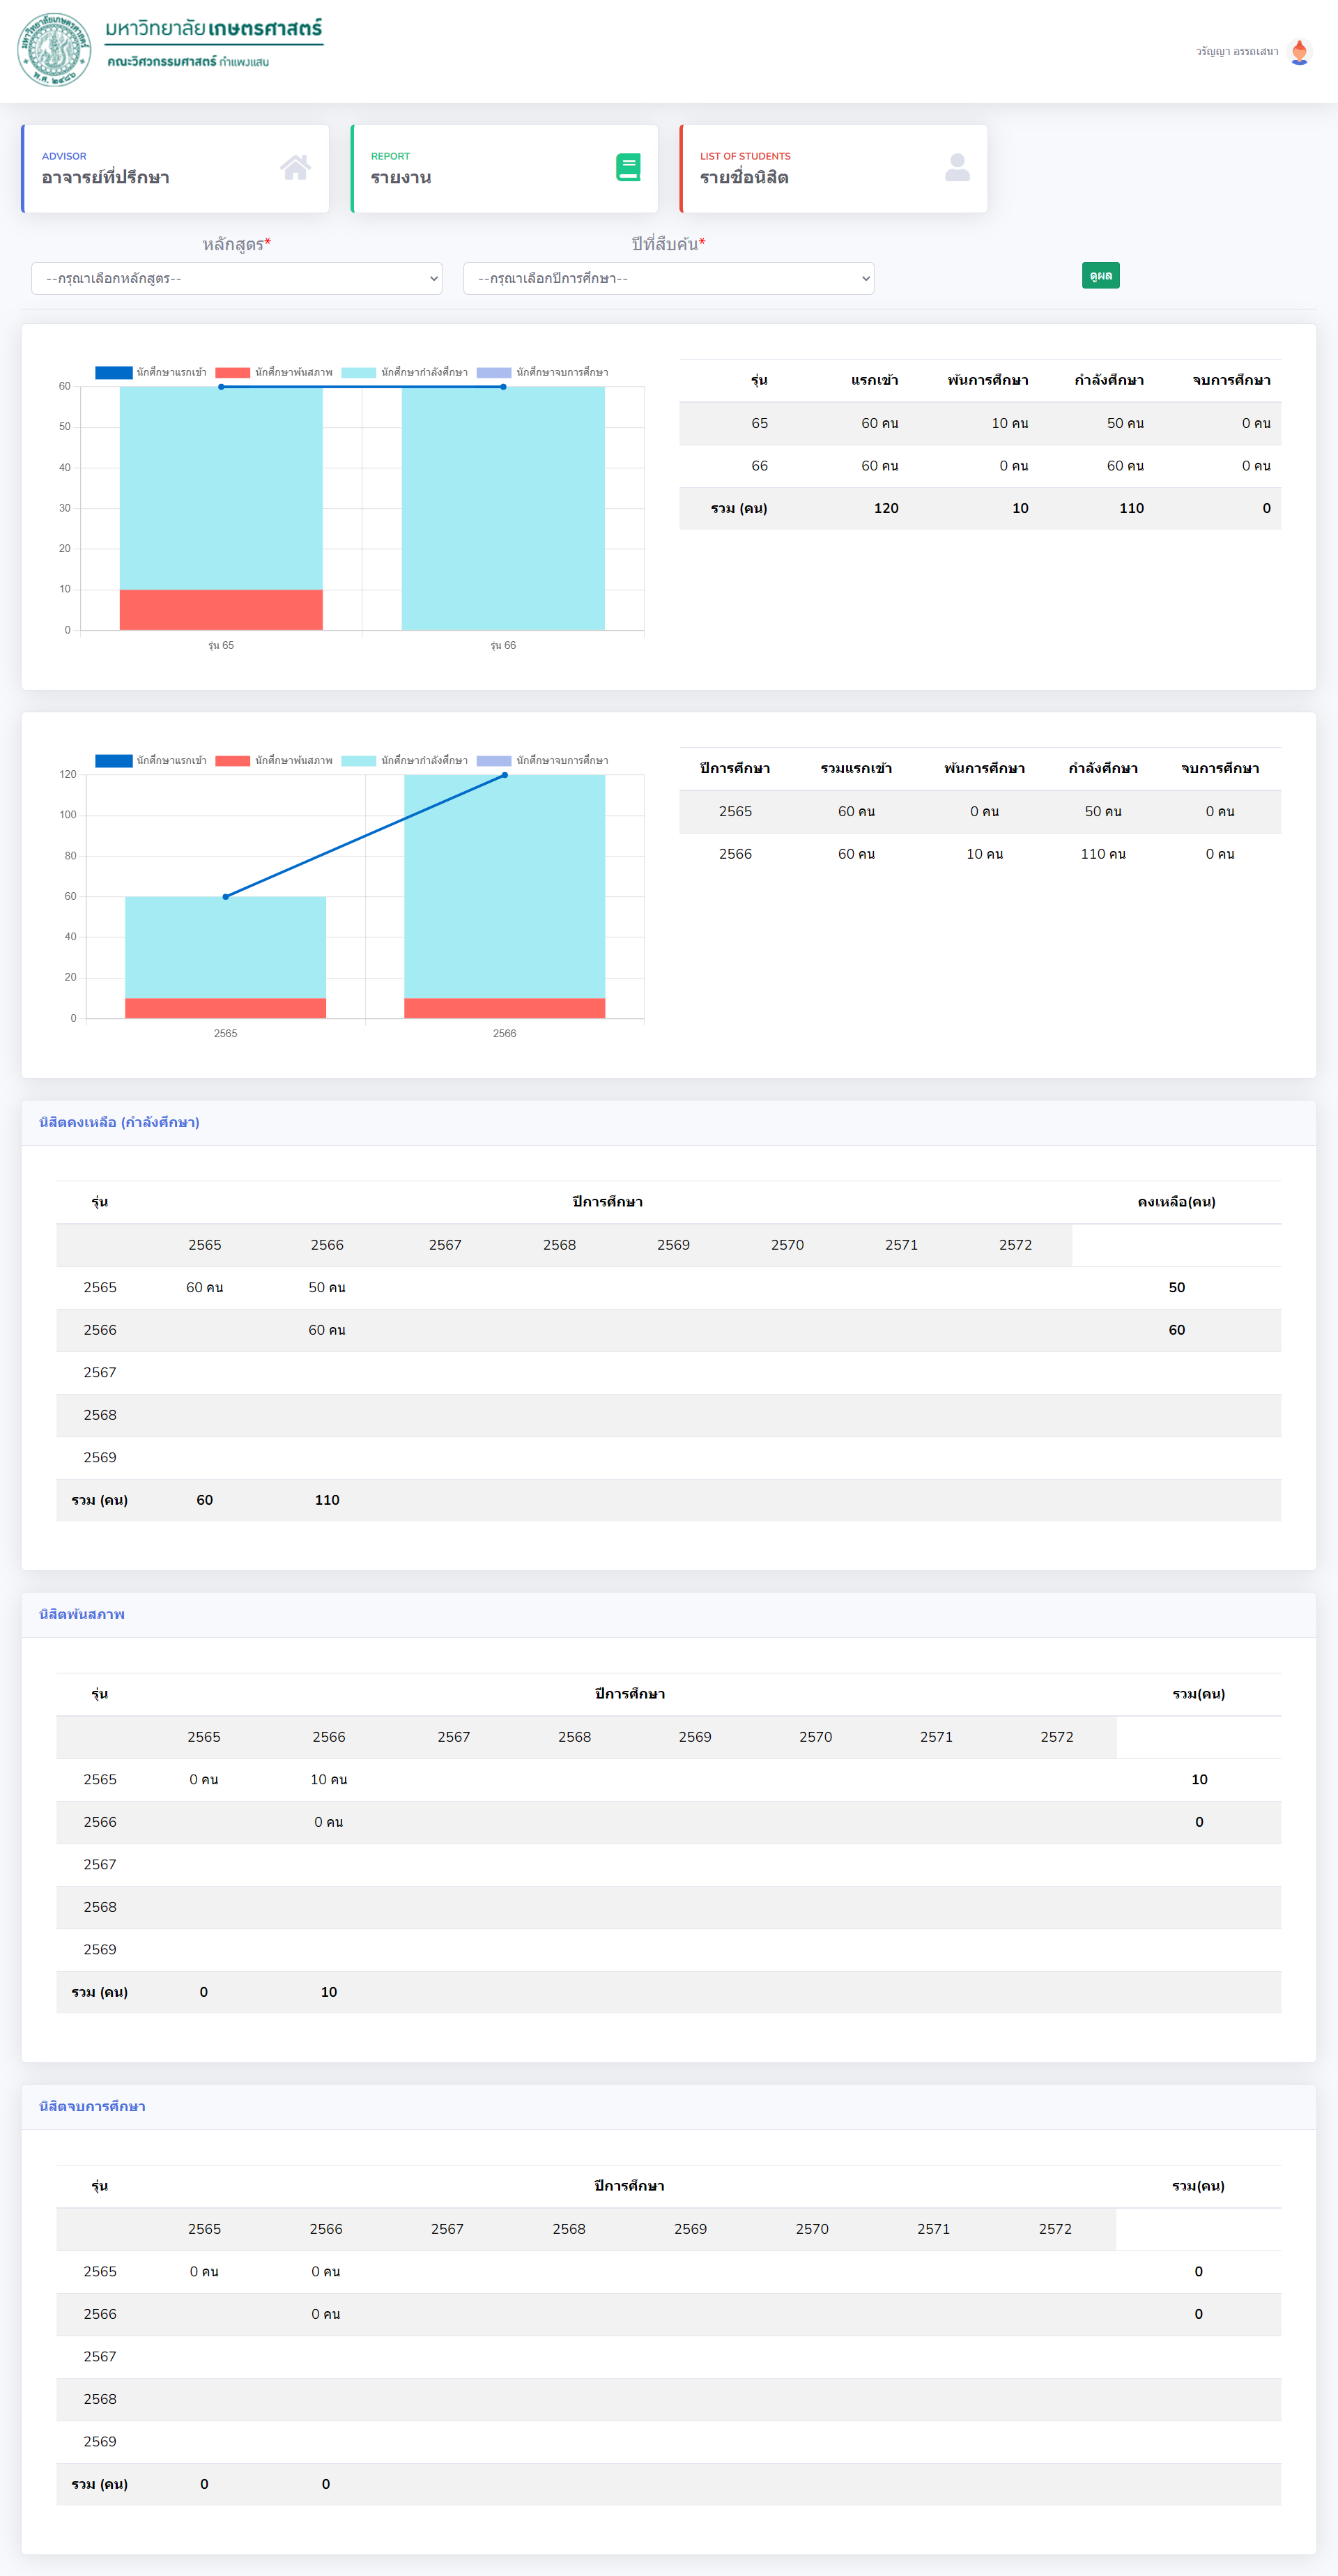 มหาวิทยาลัยเกษตรศาสตร์
คณะวิศวกรรมศาสตร์ กำแพงแสน
มหาวิทยาลัยเกษตรศาสตร์
พ.ศ. ๒๔๘๖
วรัญญา อรรถเสนา
ADVISOR
อาจารย์ที่ปรึกษา
REPORT
รายงาน
LIST OF STUDENTS
รายชื่อนิสิต
หลักสูตร* ปีที่สืบค้น*
--กรุณาเลือกหลักสูตร-- --กรุณาเลือกปีการศึกษา-- ดูผล
นักศึกษาแรกเข้า นักศึกษาพ้นสภาพ นักศึกษากำลังศึกษา นักศึกษาจบการศึกษา
60
50
40
30
20
10
0
รุ่น 65 รุ่น 66
รุ่น แรกเข้า พ้นการศึกษา กำลังศึกษา จบการศึกษา
65 60 คน 10 คน 50 คน 0 คน
66 60 คน 0 คน 60 คน 0 คน
รวม (คน) 120 10 110 0
นักศึกษาแรกเข้า นักศึกษาพ้นสภาพ นักศึกษากำลังศึกษา นักศึกษาจบการศึกษา
120
100
80
60
40
20
0
2565 2566
ปีการศึกษา รวมแรกเข้า พ้นการศึกษา กำลังศึกษา จบการศึกษา
2565 60 คน 0 คน 50 คน 0 คน
2566 60 คน 10 คน 110 คน 0 คน
นิสิตคงเหลือ (กำลังศึกษา)
รุ่น ปีการศึกษา คงเหลือ(คน)
2565 2566 2567 2568 2569 2570 2571 2572
2565 60 คน 50 คน 50
2566 60 คน 60
2567
2568
2569
รวม (คน) 60 110
นิสิตพ้นสภาพ
รุ่น ปีการศึกษา รวม(คน)
2565 2566 2567 2568 2569 2570 2571 2572
2565 0 คน 10 คน 10
2566 0 คน 0
2567
2568
2569
รวม (คน) 0 10
นิสิตจบการศึกษา
รุ่น ปีการศึกษา รวม(คน)
2565 2566 2567 2568 2569 2570 2571 2572
2565 0 คน 0 คน 0
2566 0 คน 0
2567
2568
2569
รวม (คน) 0 0